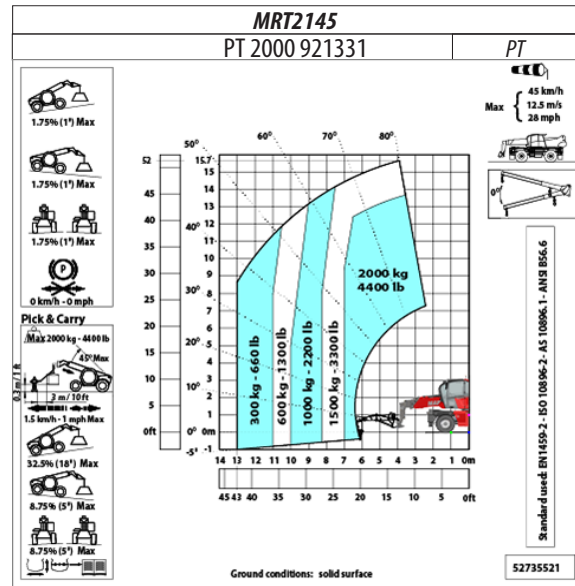 MRT2145
PT 2000 921331
PT
1.75% (1°) Max
1.75% (1°) Max
1.75% (1°) Max
P
0 km/h - 0 mph
Pick & Carry
Max 2000 kg - 4400 lb
45° Max
0.3 m / 1 ft
3 m / 10 ft
1.5 km/h - 1 mph Max
32.5% (18°) Max
8.75% (5°) Max
8.75% (5°) Max
50°
60°
70°
80°
52
15.7
15
45
14
13
40
12
40°
11
35
10
30
9
30°
8
25
7
20°
6
20
5
15
4
10
3
10°
2
5
1
0ft
0°
0m
-5°
-1
2000 kg
4400 lb
300 kg - 660 lb
600 kg - 1300 lb
1000 kg - 2200 lb
1500 kg - 3300 lb
14 13 12 11 10 9 8 7 6 5 4 3 2 1 0m
45 43 40 35 30 25 20 15 10 5 0ft
Max
45 km/h
12.5 m/s
28 mph
0°
Standard used: EN1459-2 - ISO 10896-2 - AS 10896.1 - ANSI B56.6
Ground conditions: solid surface
52735521